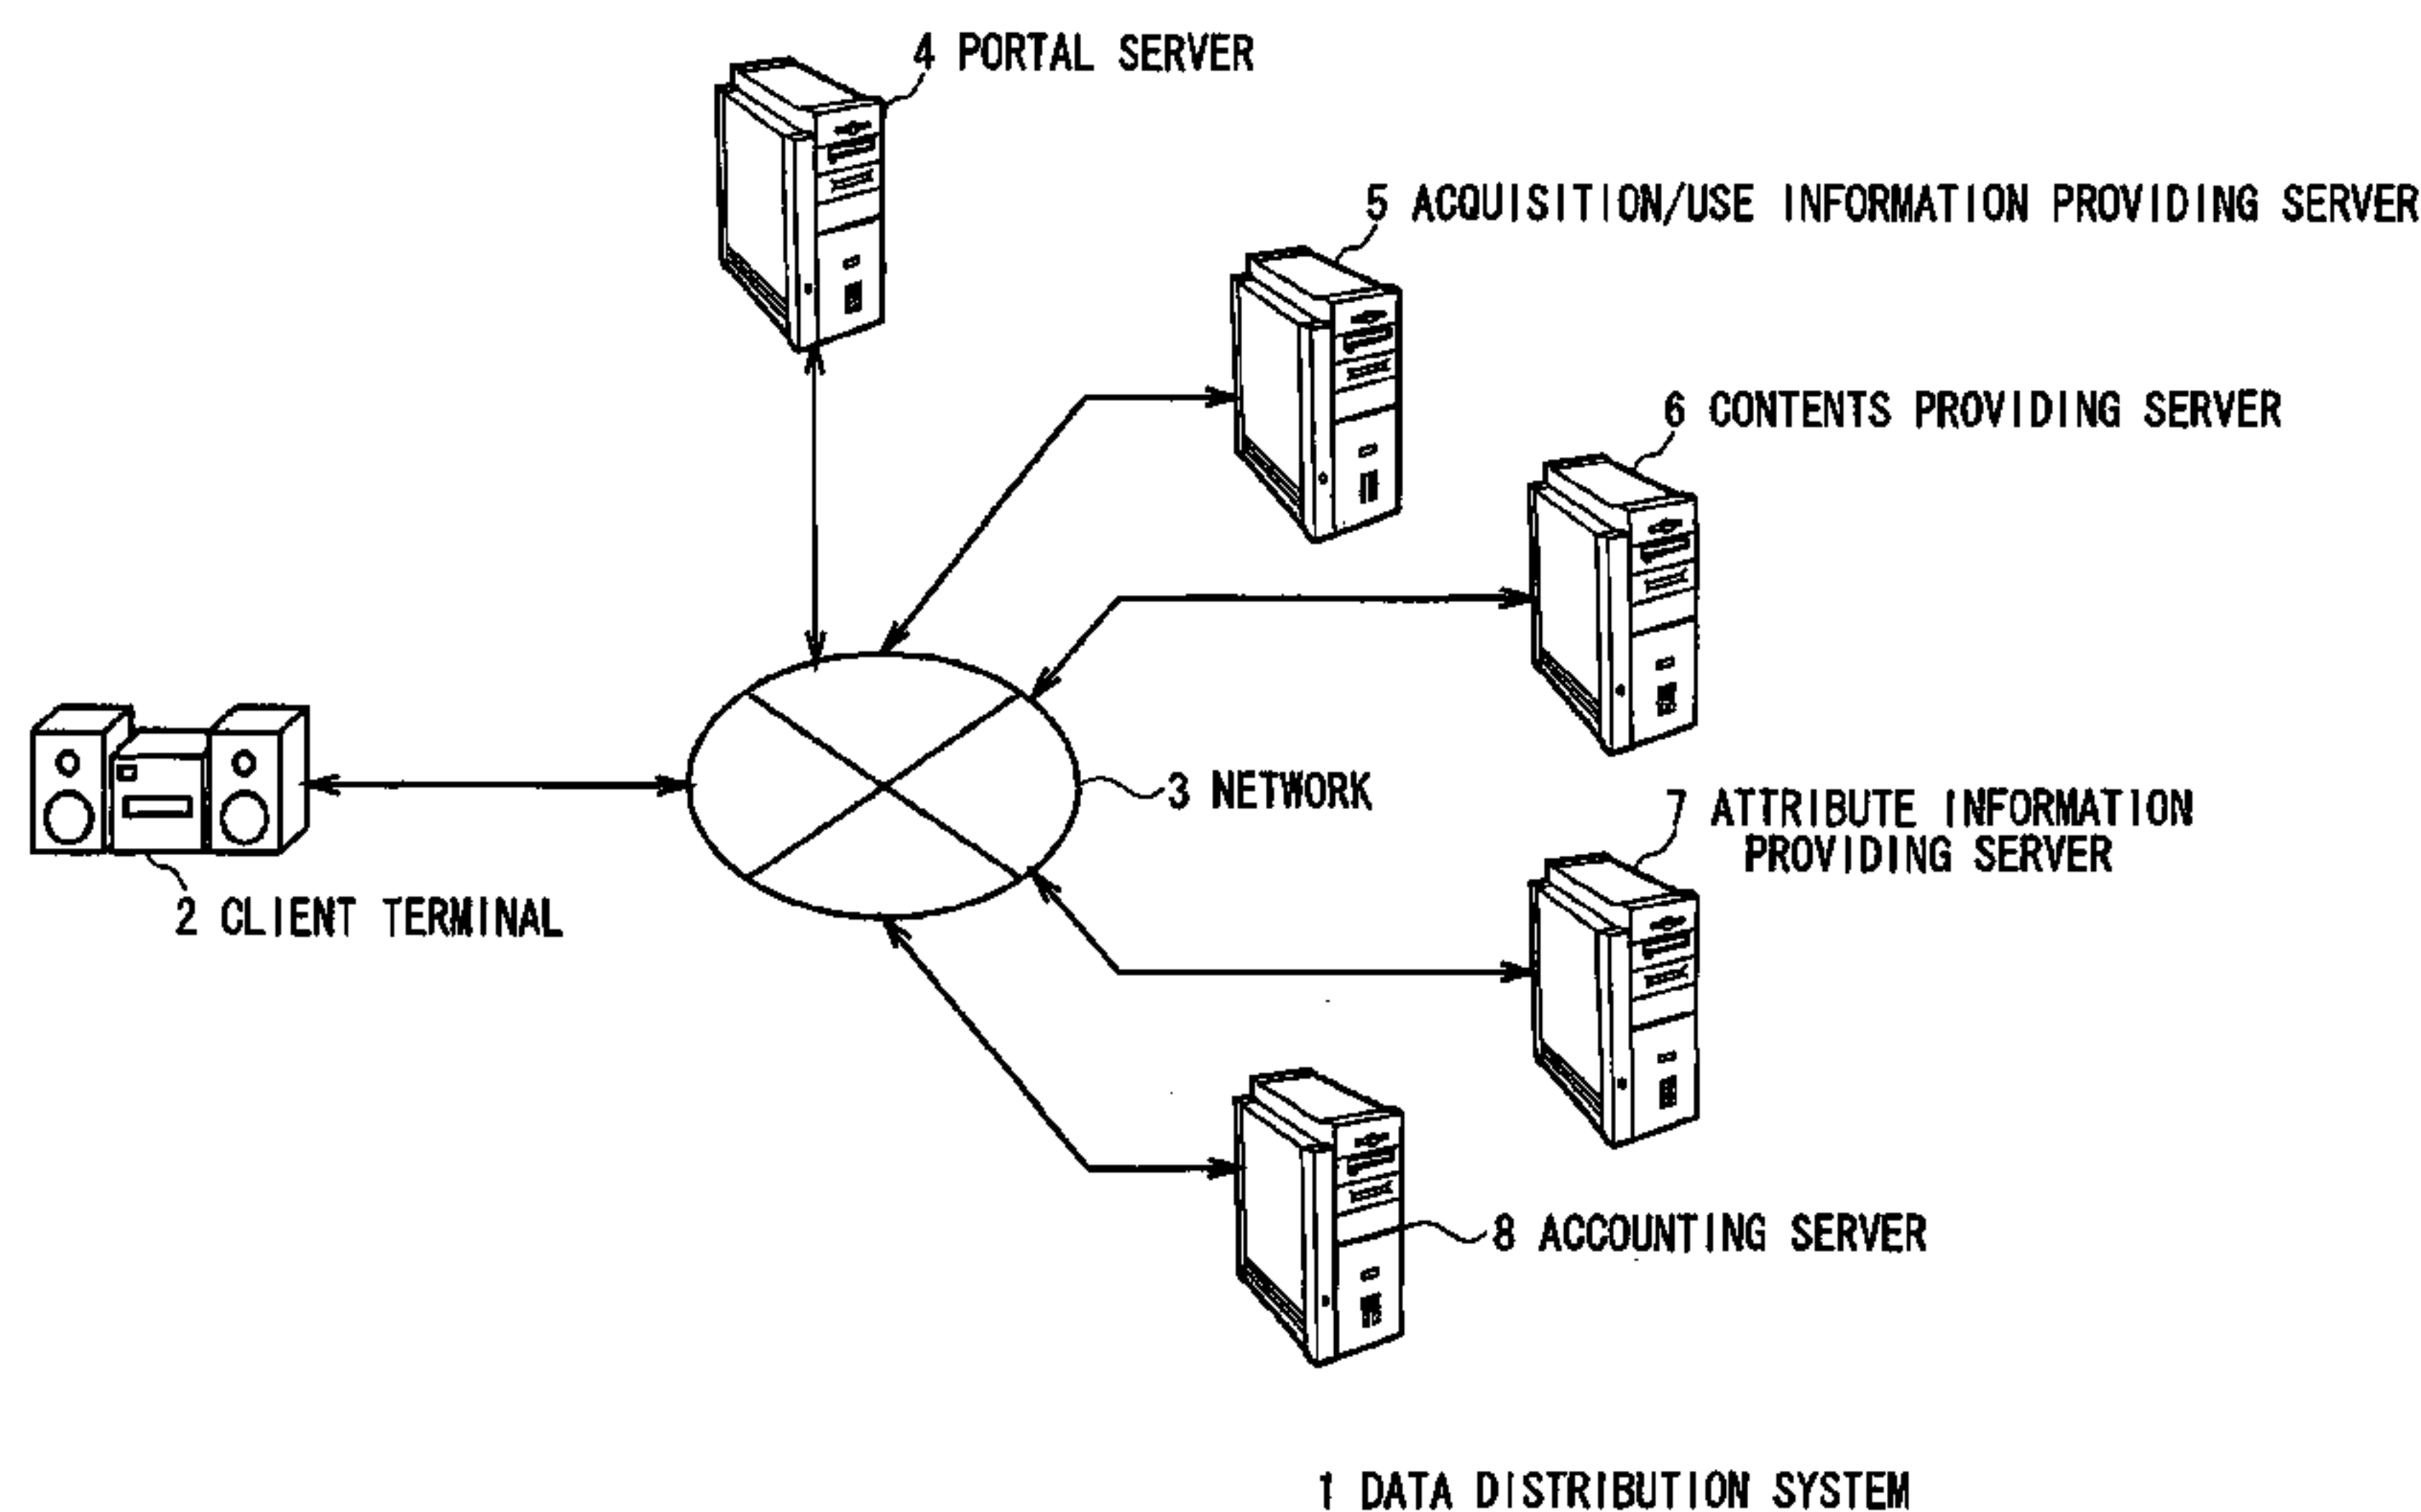 4 PORTAL SERVER
5 ACQUISITION/USE INFORMATION PROVIDING SERVER
6 CONTENTS PROVIDING SERVER
3 NETWORK
7 ATTRIBUTE INFORMATION
PROVIDING SERVER
2 CLIENT TERMINAL
8 ACCOUNTING SERVER
1 DATA DISTRIBUTION SYSTEM